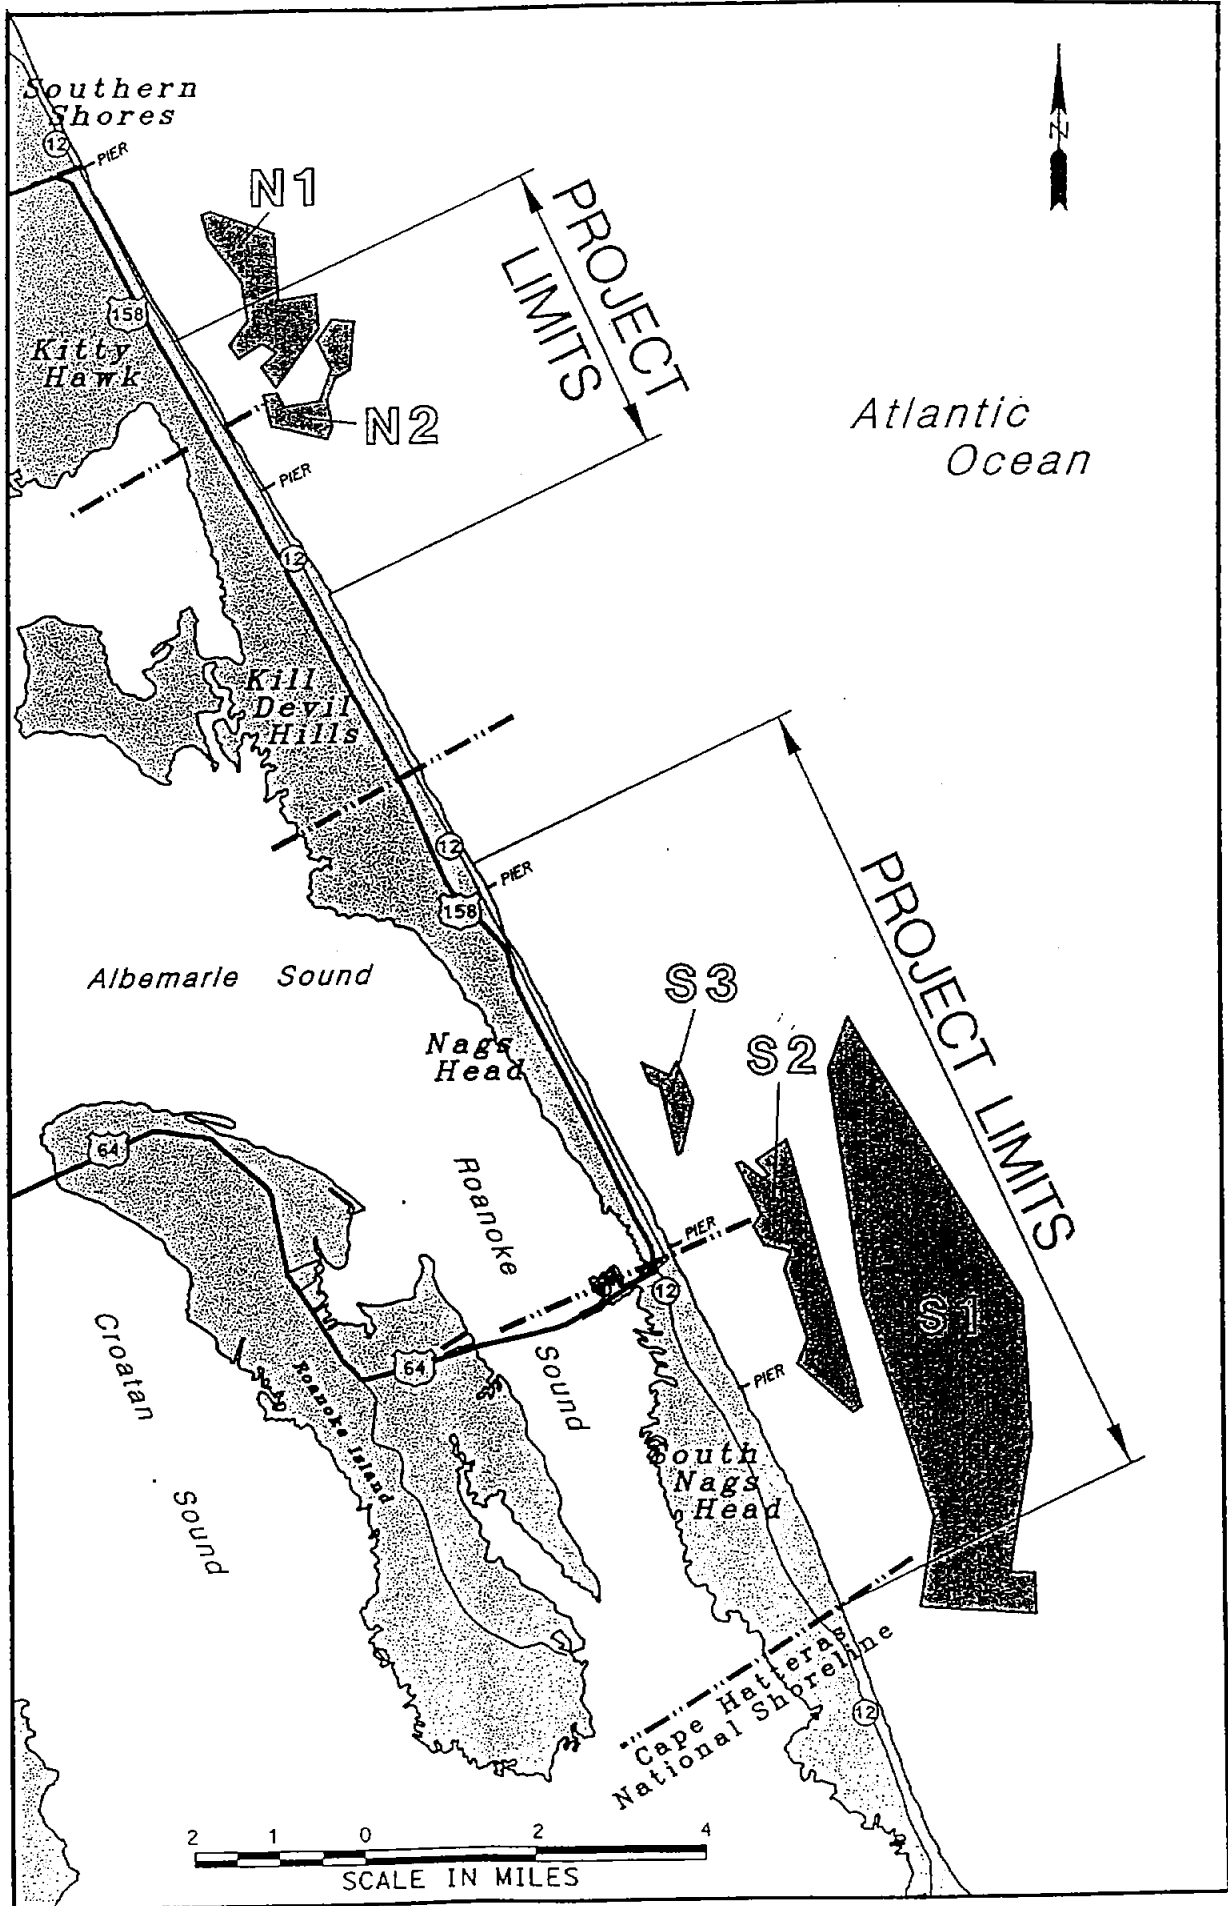 Southern
Shores
12
PIER
N1
PROJECT
LIMITS
N
158
Kitty
Hawk
N2
Atlantic
Ocean
PIER
12
Kill
Devil
Hills
12
PIER
158
PROJECT LIMITS
Albemarle Sound
S3
Nags
Head
S2
64
Roanoke
Sound
PIER
12
S1
Croatan
Sound
Roanoke Island
64
PIER
South
Nags
Head
Cape Hatteras
National Shoreline
12
2 1 0 2 4
SCALE IN MILES